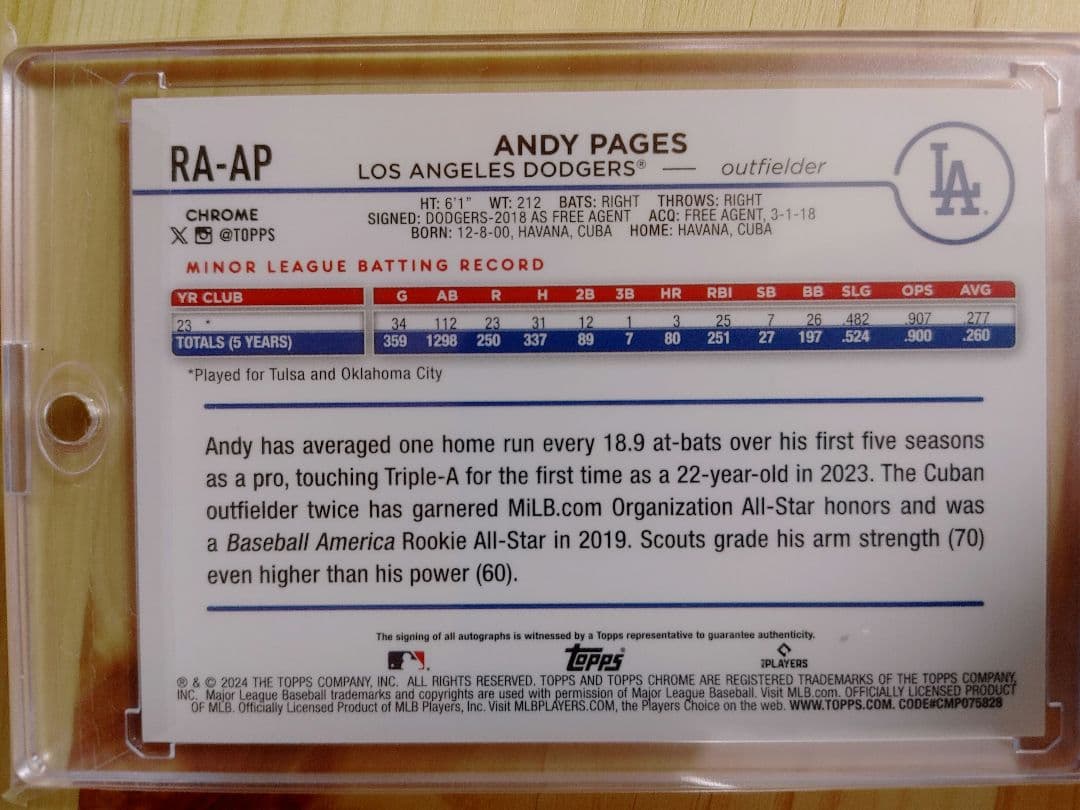 RA-AP
ANDY PAGES
LOS ANGELES DODGERS® — outfielder
LA
CHROME
@TOPPS
HT: 6'1" WT: 212 BATS: RIGHT THROWS: RIGHT
SIGNED: DODGERS-2018 AS FREE AGENT ACQ: FREE AGENT, 3-1-18
BORN: 12-8-00, HAVANA, CUBA HOME: HAVANA, CUBA
MINOR LEAGUE BATTING RECORD
YR CLUB G AB R H 2B 3B HR RBI SB BB SLG OPS AVG
23 * 34 112 23 31 12 1 3 25 7 26 .482 .907 .277
TOTALS (5 YEARS) 359 1298 250 337 89 7 80 251 27 197 .524 .900 .260
*Played for Tulsa and Oklahoma City
Andy has averaged one home run every 18.9 at-bats over his first five seasons
as a pro, touching Triple-A for the first time as a 22-year-old in 2023. The Cuban
outfielder twice has garnered MiLB.com Organization All-Star honors and was
a Baseball America Rookie All-Star in 2019. Scouts grade his arm strength (70)
even higher than his power (60).
The signing of all autographs is witnessed by a Topps representative to guarantee authenticity.
topps
PLAYERS
® & © 2024 THE TOPPS COMPANY, INC. ALL RIGHTS RESERVED. TOPPS AND TOPPS CHROME ARE REGISTERED TRADEMARKS OF THE TOPPS COMPANY,
INC. Major League Baseball trademarks and copyrights are used with permission of Major League Baseball. Visit MLB.com. OFFICIALLY LICENSED PRODUCT
OF MLB. Officially Licensed Product of MLB Players, Inc. Visit MLBPLAYERS.COM, the Players Choice on the web. WWW.TOPPS.COM. CODE#CMP075828